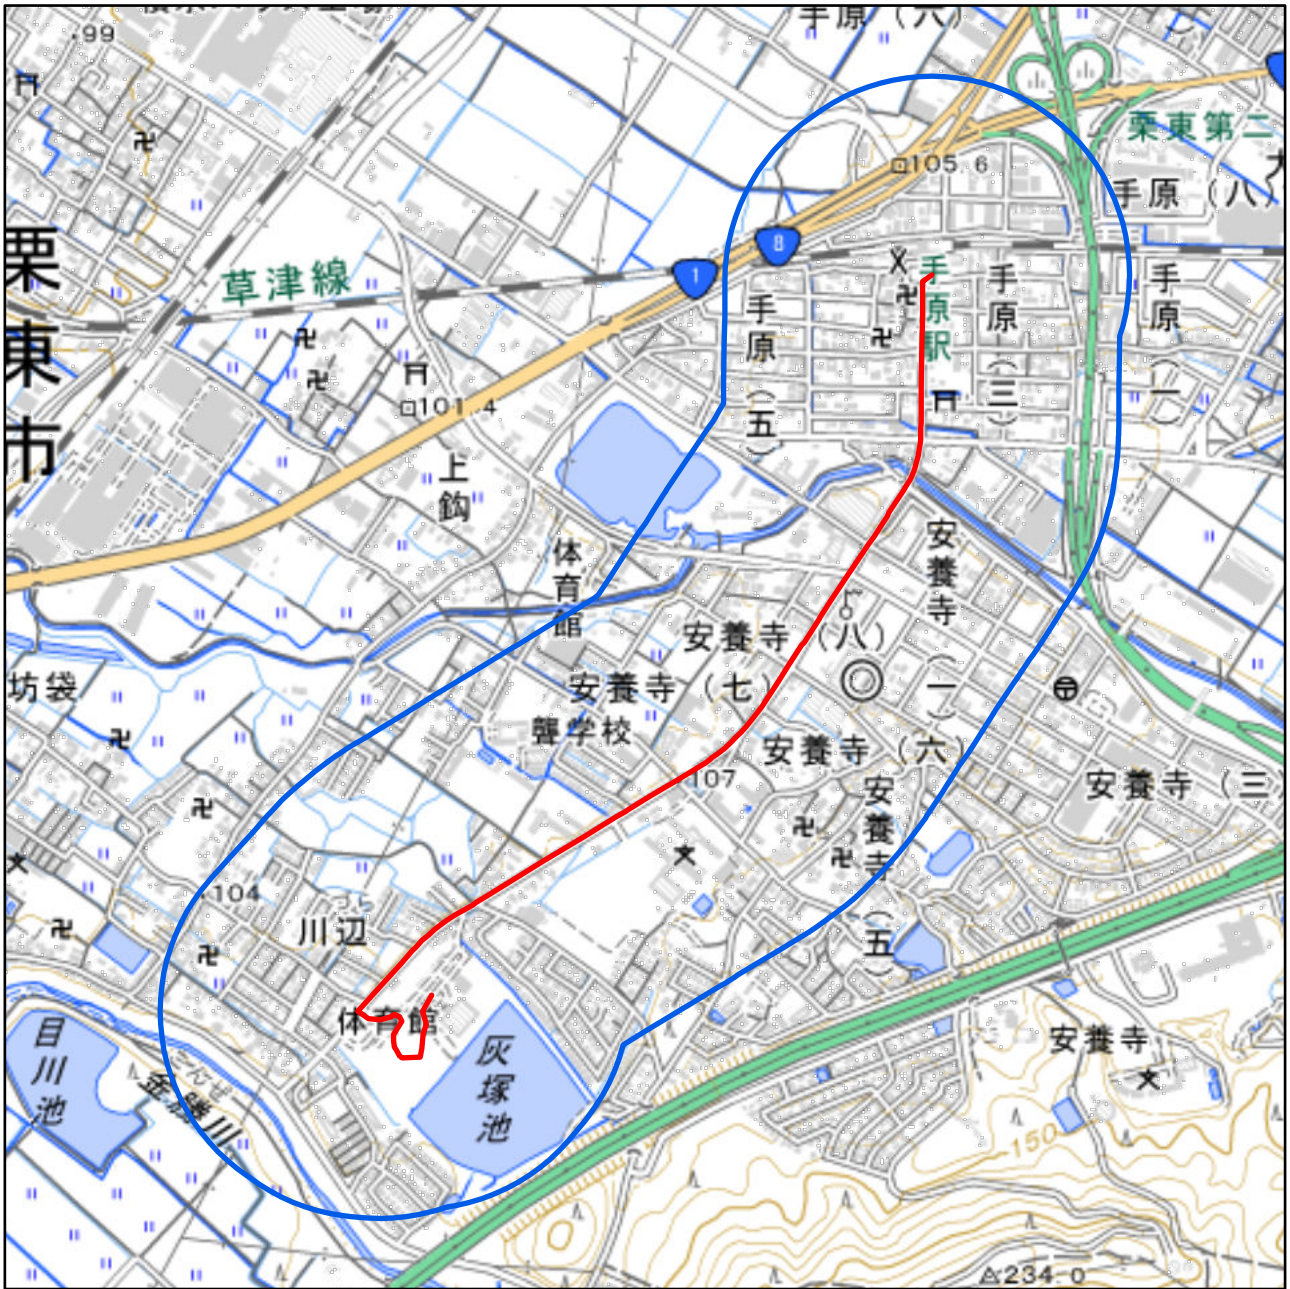 99
手原（六）
栗東第二
105.6
手原（八）
8
1
草津線
手原駅
手原（五）
手原（三）
手原（一）
栗東市
101.4
上鈎
体育館
安養寺（一）
安養寺（八）
安養寺（七）
坊袋
聾学校
安養寺（六）
107
安養寺（三
安養寺（五）
104
川辺
体育館
灰塚池
目川池
金勝川
こんぜ
安養寺
150
234.0